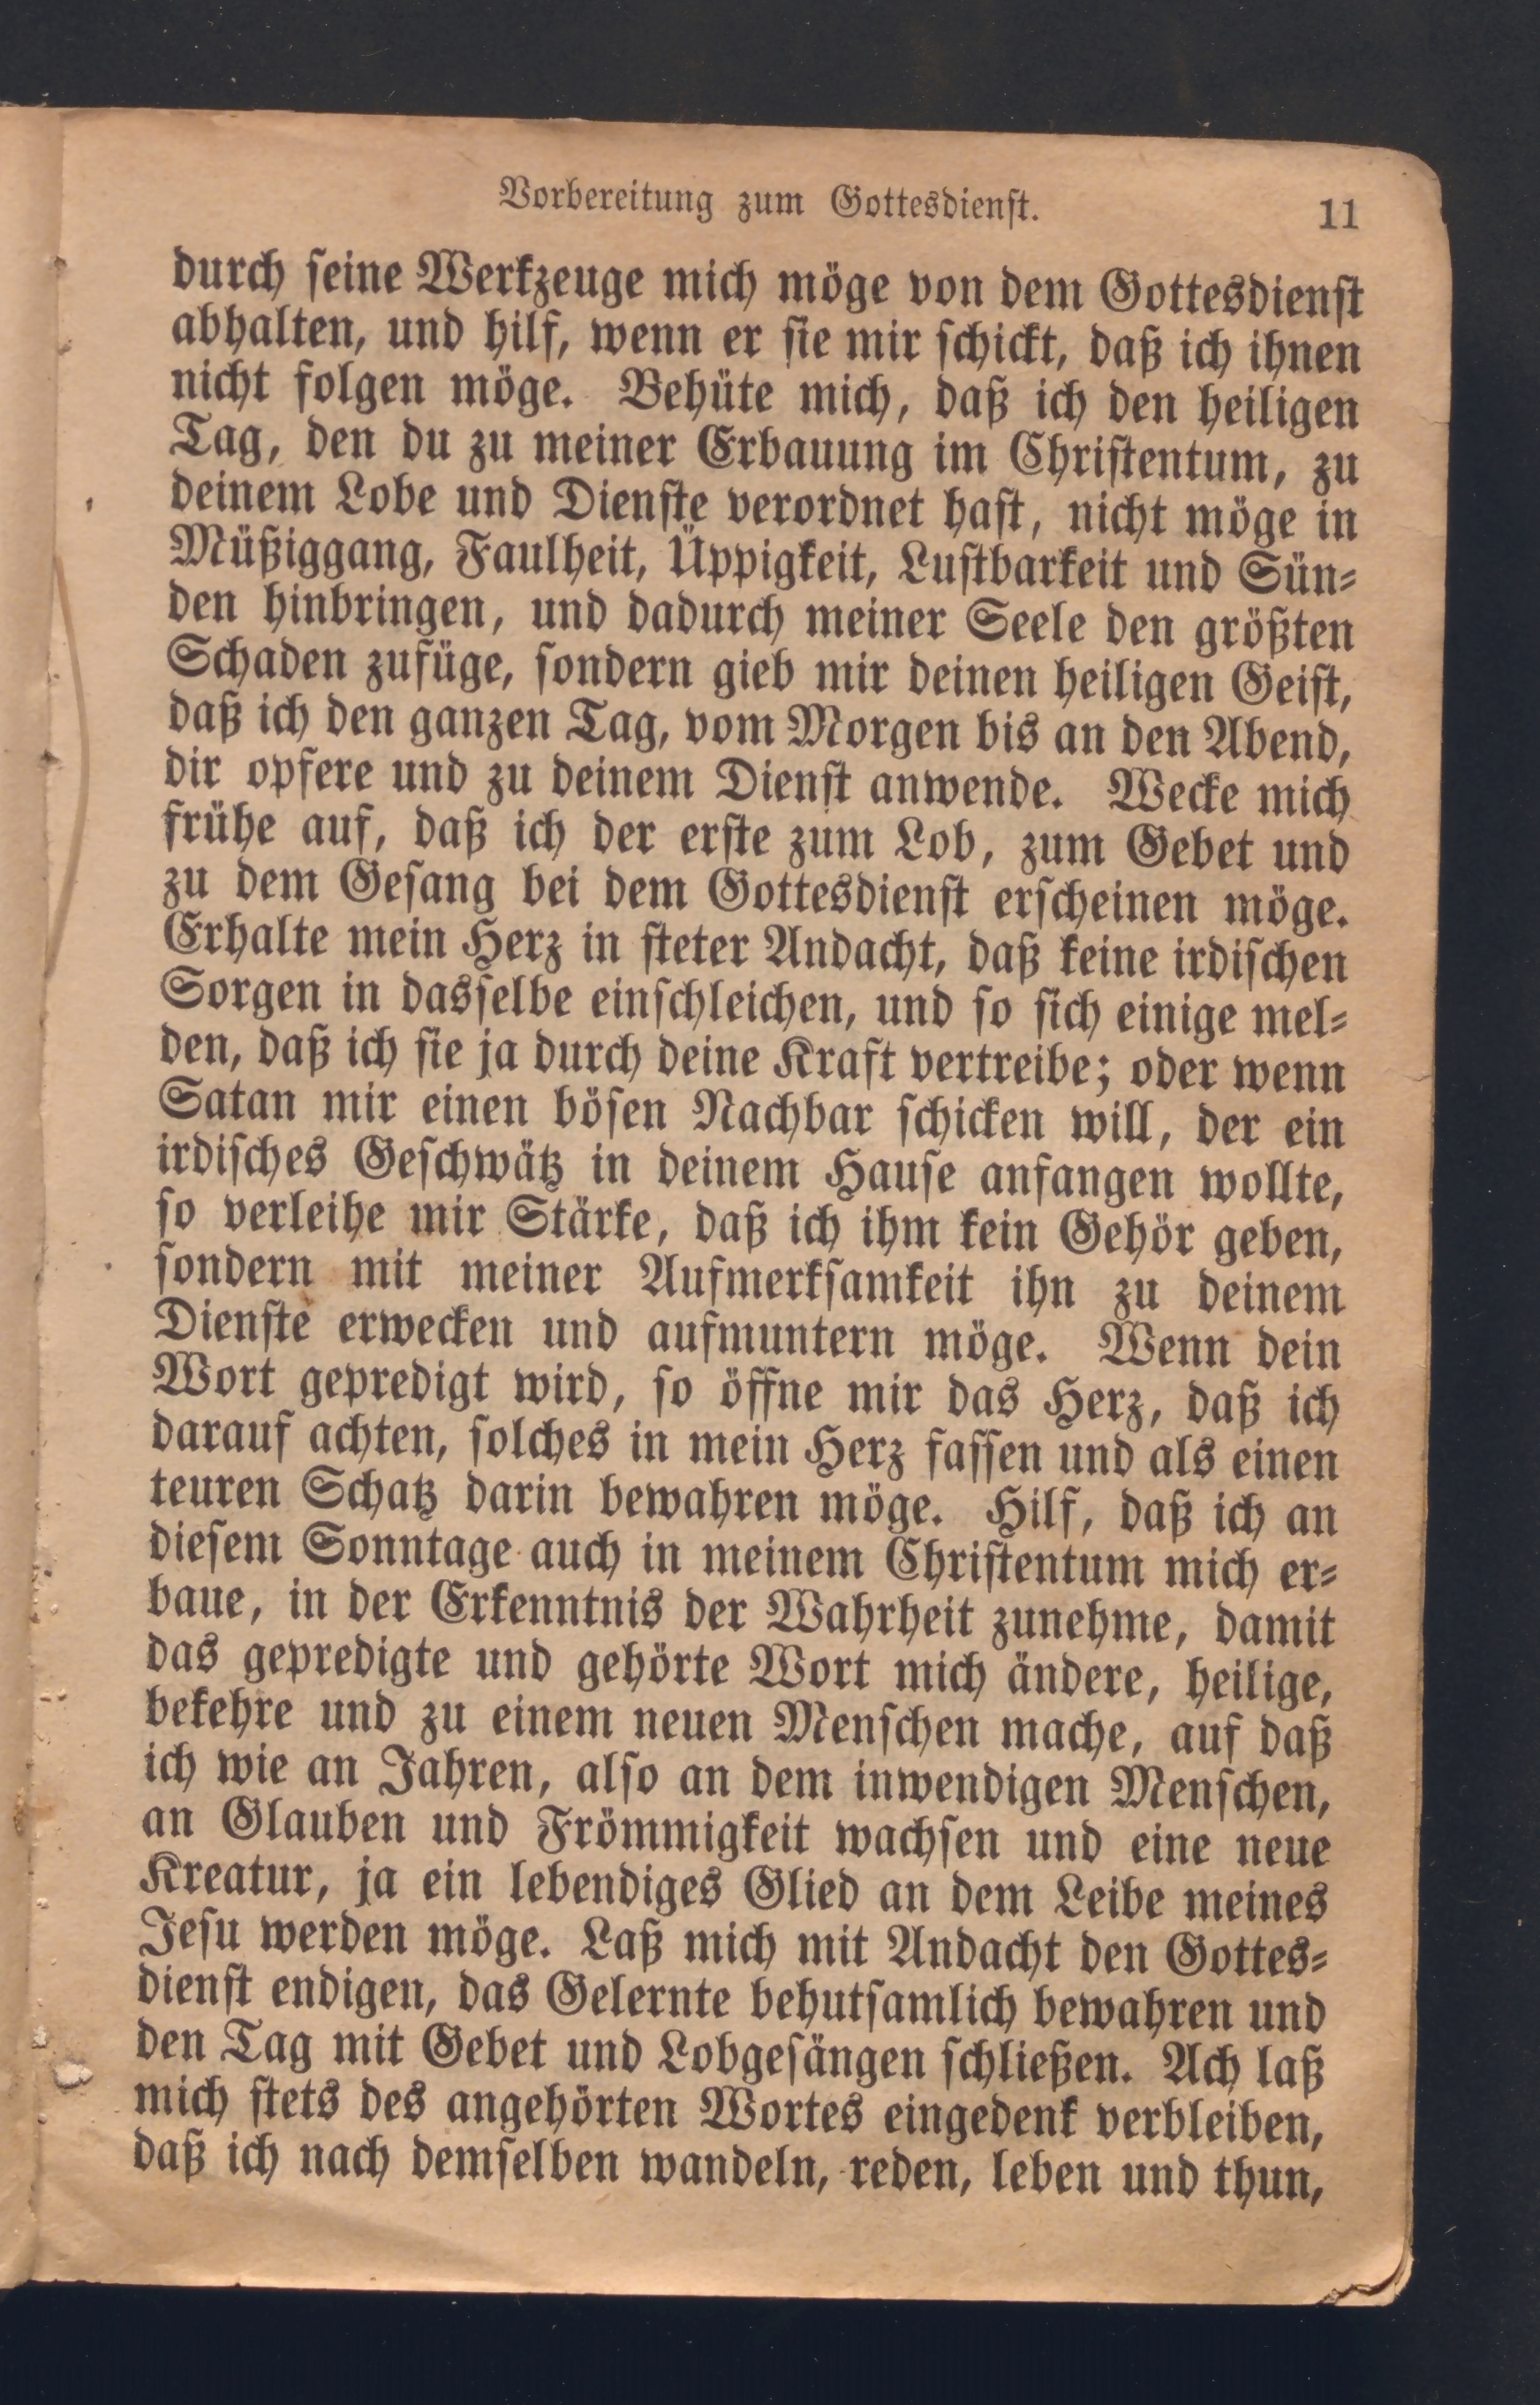 Vorbereitung zum Gottesdienst. 11
durch seine Werkzeuge mich möge von dem Gottesdienst
abhalten, und hilf, wenn er sie mir schickt, daß ich ihnen
nicht folgen möge. Behüte mich, daß ich den heiligen
Tag, den du zu meiner Erbauung im Christentum, zu
deinem Lobe und Dienste verordnet hast, nicht möge in
Müßiggang, Faulheit, Üppigkeit, Lustbarkeit und Sün-
den hinbringen, und dadurch meiner Seele den größten
Schaden zufüge, sondern gieb mir deinen heiligen Geist,
daß ich den ganzen Tag, vom Morgen bis an den Abend,
dir opfere und zu deinem Dienst anwende. Wecke mich
frühe auf, daß ich der erste zum Lob, zum Gebet und
zu dem Gesang bei dem Gottesdienst erscheinen möge.
Erhalte mein Herz in steter Andacht, daß keine irdischen
Sorgen in dasselbe einschleichen, und so sich einige mel-
den, daß ich sie ja durch deine Kraft vertreibe; oder wenn
Satan mir einen bösen Nachbar schicken will, der ein
irdisches Geschwätz in deinem Hause anfangen wollte,
so verleihe mir Stärke, daß ich ihm kein Gehör geben,
sondern mit meiner Aufmerksamkeit ihn zu deinem
Dienste erwecken und aufmuntern möge. Wenn dein
Wort gepredigt wird, so öffne mir das Herz, daß ich
darauf achten, solches in mein Herz fassen und als einen
teuren Schatz darin bewahren möge. Hilf, daß ich an
diesem Sonntage auch in meinem Christentum mich er-
baue, in der Erkenntnis der Wahrheit zunehme, damit
das gepredigte und gehörte Wort mich ändere, heilige,
bekehre und zu einem neuen Menschen mache, auf daß
ich wie an Jahren, also an dem inwendigen Menschen,
an Glauben und Frömmigkeit wachsen und eine neue
Kreatur, ja ein lebendiges Glied an dem Leibe meines
Jesu werden möge. Laß mich mit Andacht den Gottes-
dienst endigen, das Gelernte behutsamlich bewahren und
den Tag mit Gebet und Lobgesängen schließen. Ach laß
mich stets des angehörten Wortes eingedenk verbleiben,
daß ich nach demselben wandeln, reden, leben und thun,